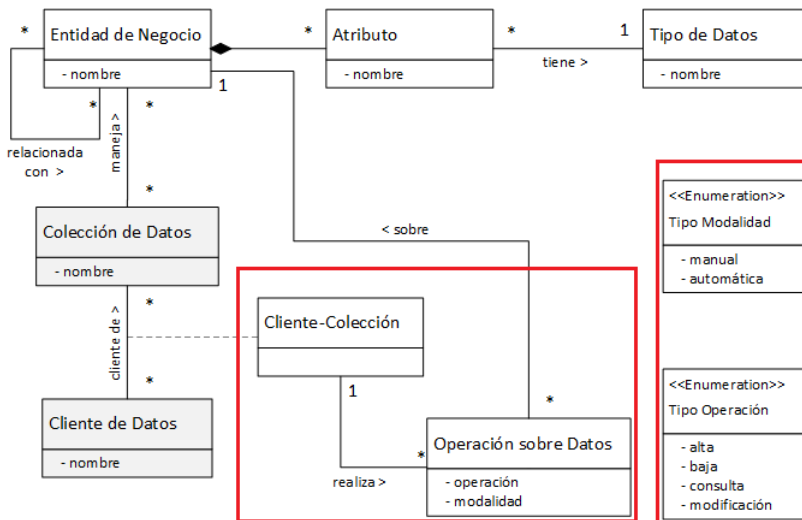 * Entidad de Negocio * Atributo * 1 Tipo de Datos
- nombre - nombre tiene > - nombre
* * 1
relacionada
con >
maneja >
*
Colección de Datos
- nombre
< sobre
<<Enumeration>>
Tipo Modalidad
- manual
- automática
*
cliente de >
*
Cliente-Colección
1
Cliente de Datos
- nombre
*
Operación sobre Datos
- operación
- modalidad
*
realiza >
<<Enumeration>>
Tipo Operación
- alta
- baja
- consulta
- modificación